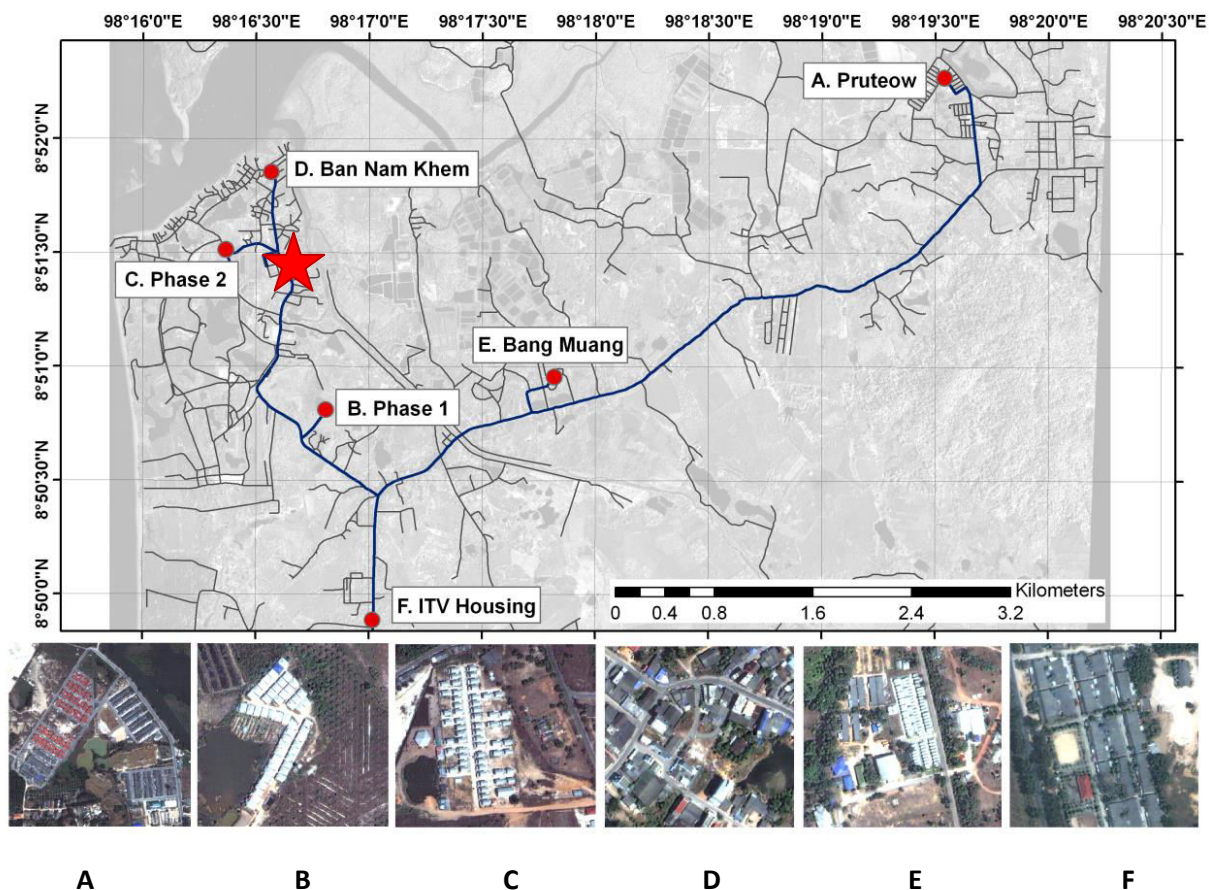 98°16'0"E 98°16'30"E 98°17'0"E 98°17'30"E 98°18'0"E 98°18'30"E 98°19'0"E 98°19'30"E 98°20'0"E 98°20'30"E
8°52'0"N
8°51'30"N
8°51'0"N
8°50'30"N
8°50'0"N
A. Pruteow
D. Ban Nam Khem
C. Phase 2
E. Bang Muang
B. Phase 1
F. ITV Housing
Kilometers
0 0.4 0.8 1.6 2.4 3.2
A B C D E F